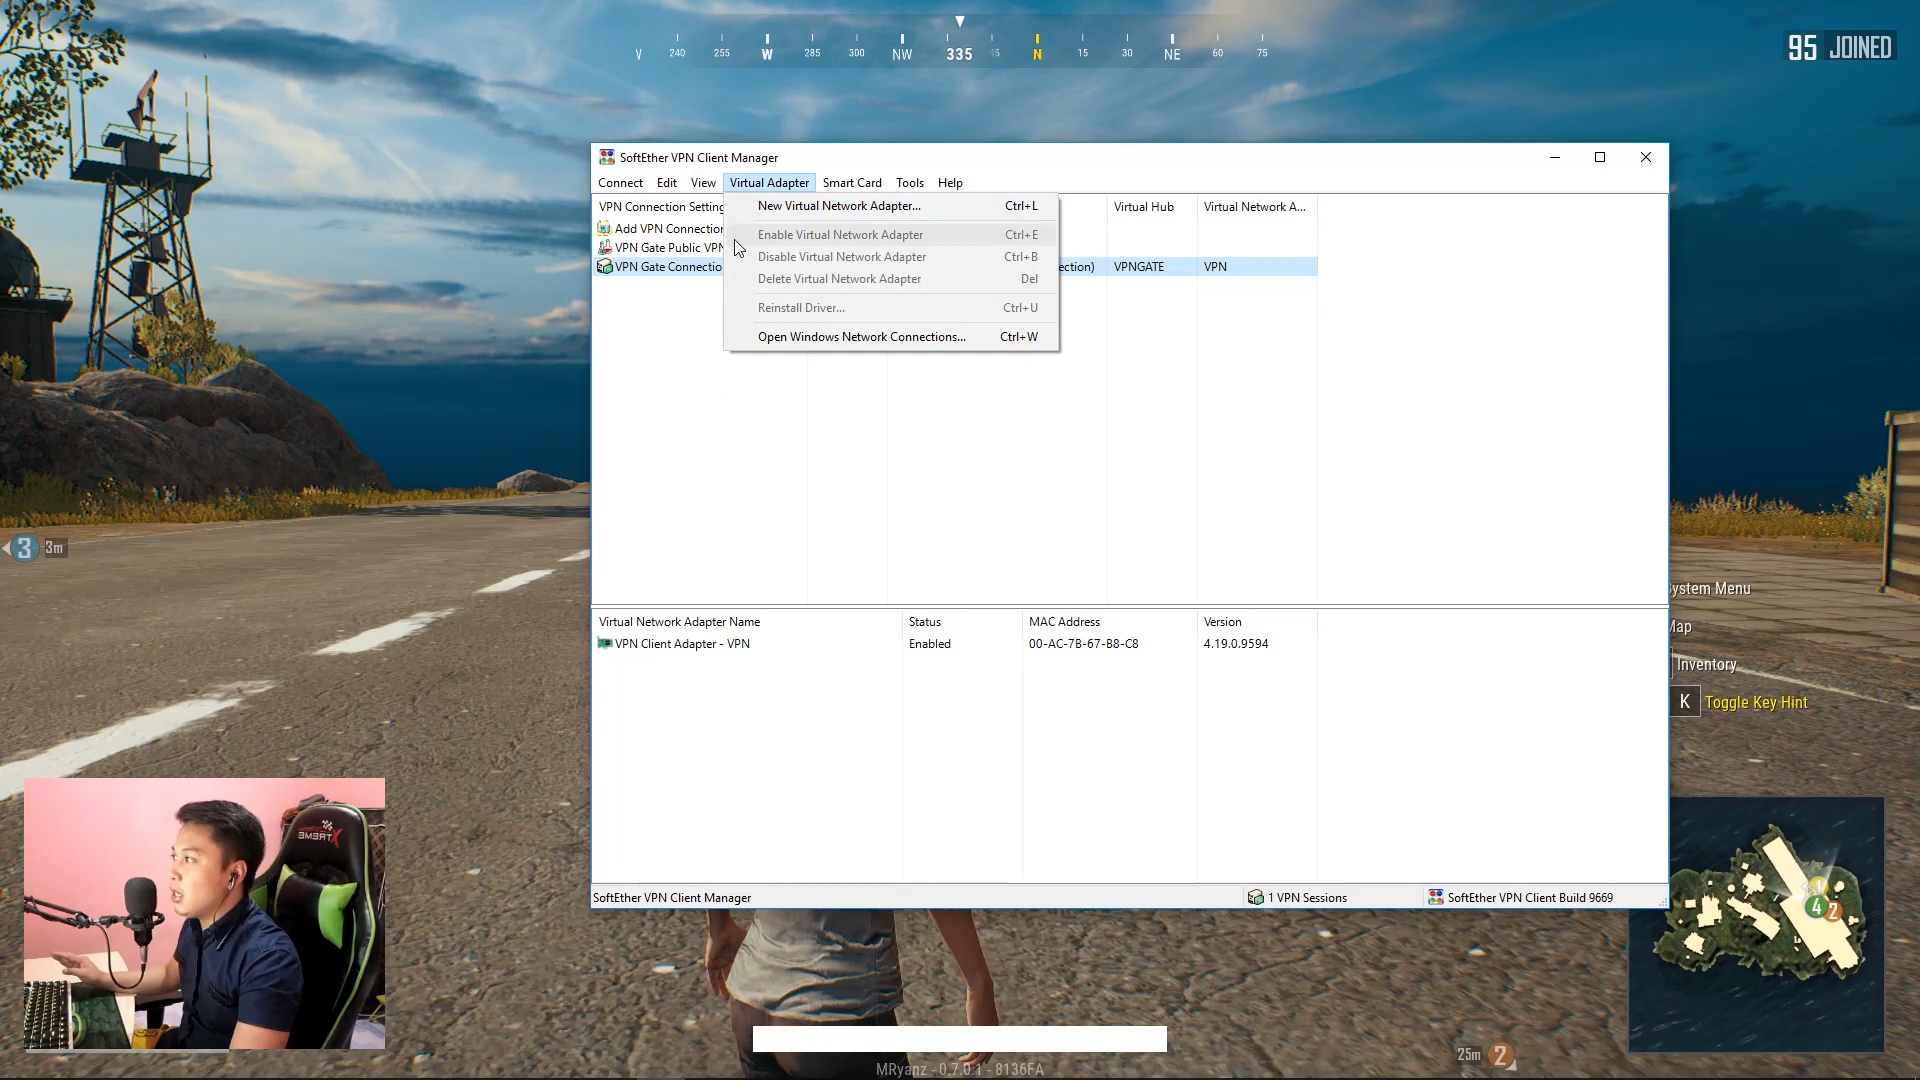 V 240 255 W 285 300 NW 335 45 N 15 30 NE 60 75
95 JOINED
SoftEther VPN Client Manager
Connect Edit View Virtual Adapter Smart Card Tools Help
VPN Connection Setting Virtual Hub Virtual Network A...
Add VPN Connection
VPN Gate Public VPN
VPN Gate Connectio ection) VPNGATE VPN
New Virtual Network Adapter... Ctrl+L
Enable Virtual Network Adapter Ctrl+E
Disable Virtual Network Adapter Ctrl+B
Delete Virtual Network Adapter Del
Reinstall Driver... Ctrl+U
Open Windows Network Connections... Ctrl+W
3 3m
System Menu
Map
Inventory
K Toggle Key Hint
Virtual Network Adapter Name Status MAC Address Version
VPN Client Adapter - VPN Enabled 00-AC-7B-67-B8-C8 4.19.0.9594
XTREME
SoftEther VPN Client Manager 1 VPN Sessions SoftEther VPN Client Build 9669
1
4 2
25m 2
MRyanz - 0.7.0.1 - 8136FA